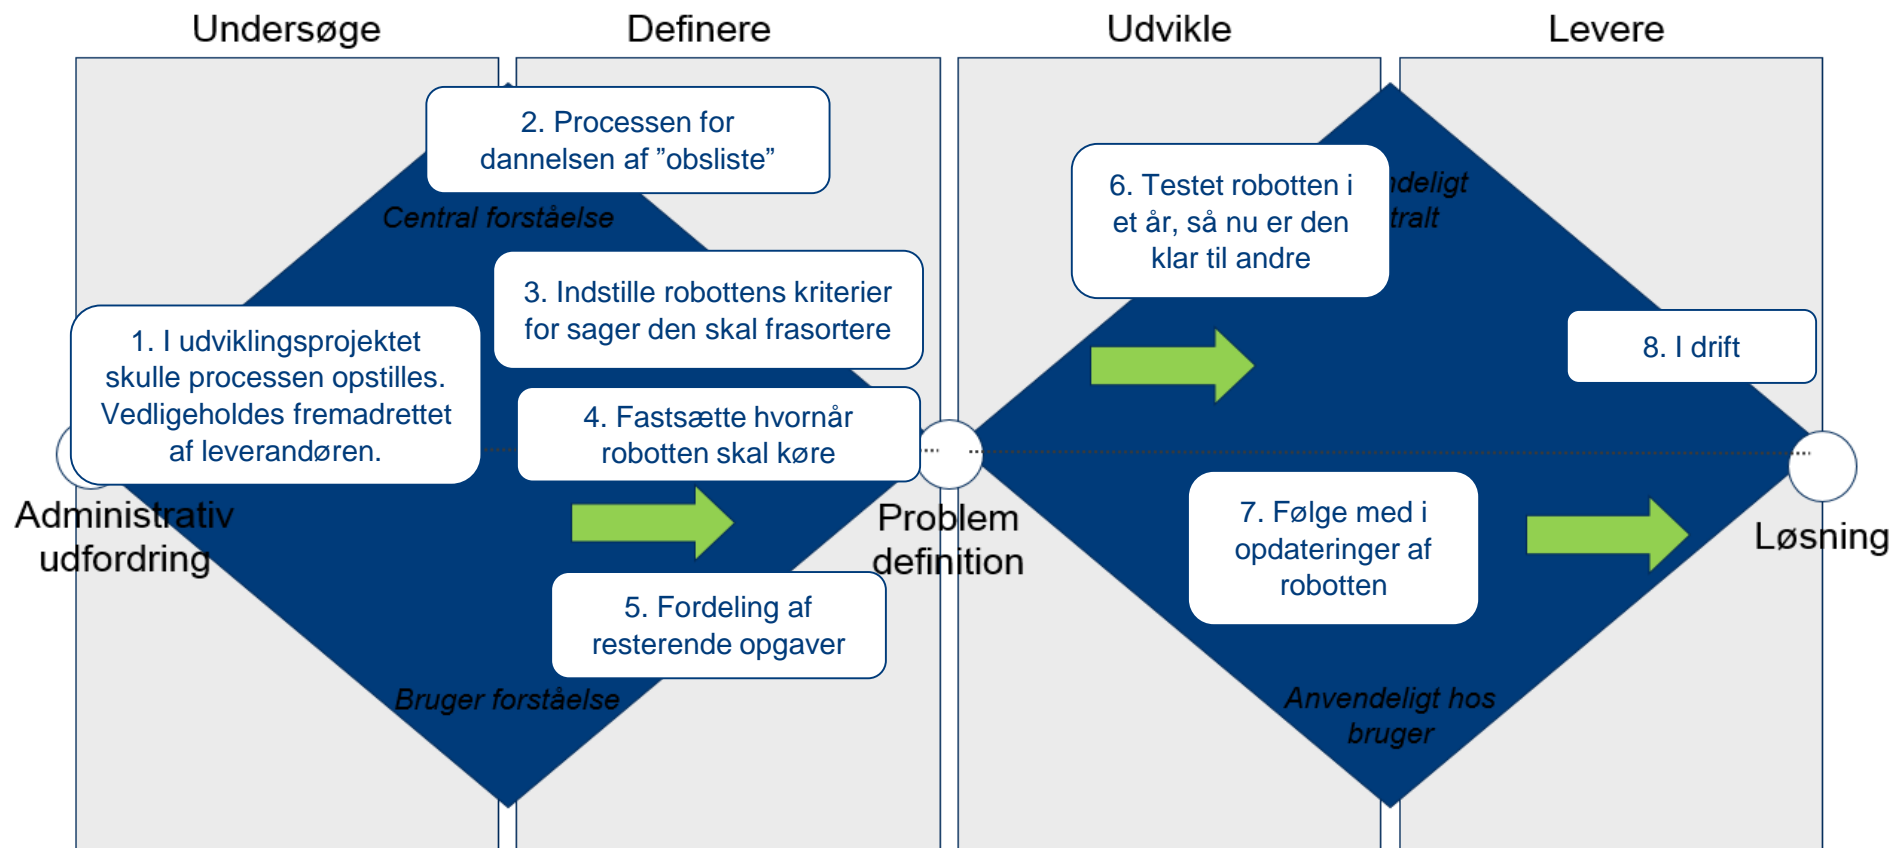 Undersøge
Definere
Udvikle
Levere
2. Processen for
dannelsen af ”obsliste”
Central forståelse
3. Indstille robottens kriterier
for sager den skal frasortere
1. I udviklingsprojektet
skulle processen opstilles.
Vedligeholdes fremadrettet
af leverandøren.
4. Fastsætte hvornår
robotten skal køre
Administrativ
udfordring
5. Fordeling af
resterende opgaver
Bruger forståelse
Problem
definition
6. Testet robotten i
et år, så nu er den
klar til andre
8. I drift
7. Følge med i
opdateringer af
robotten
Anvendeligt hos
bruger
Løsning